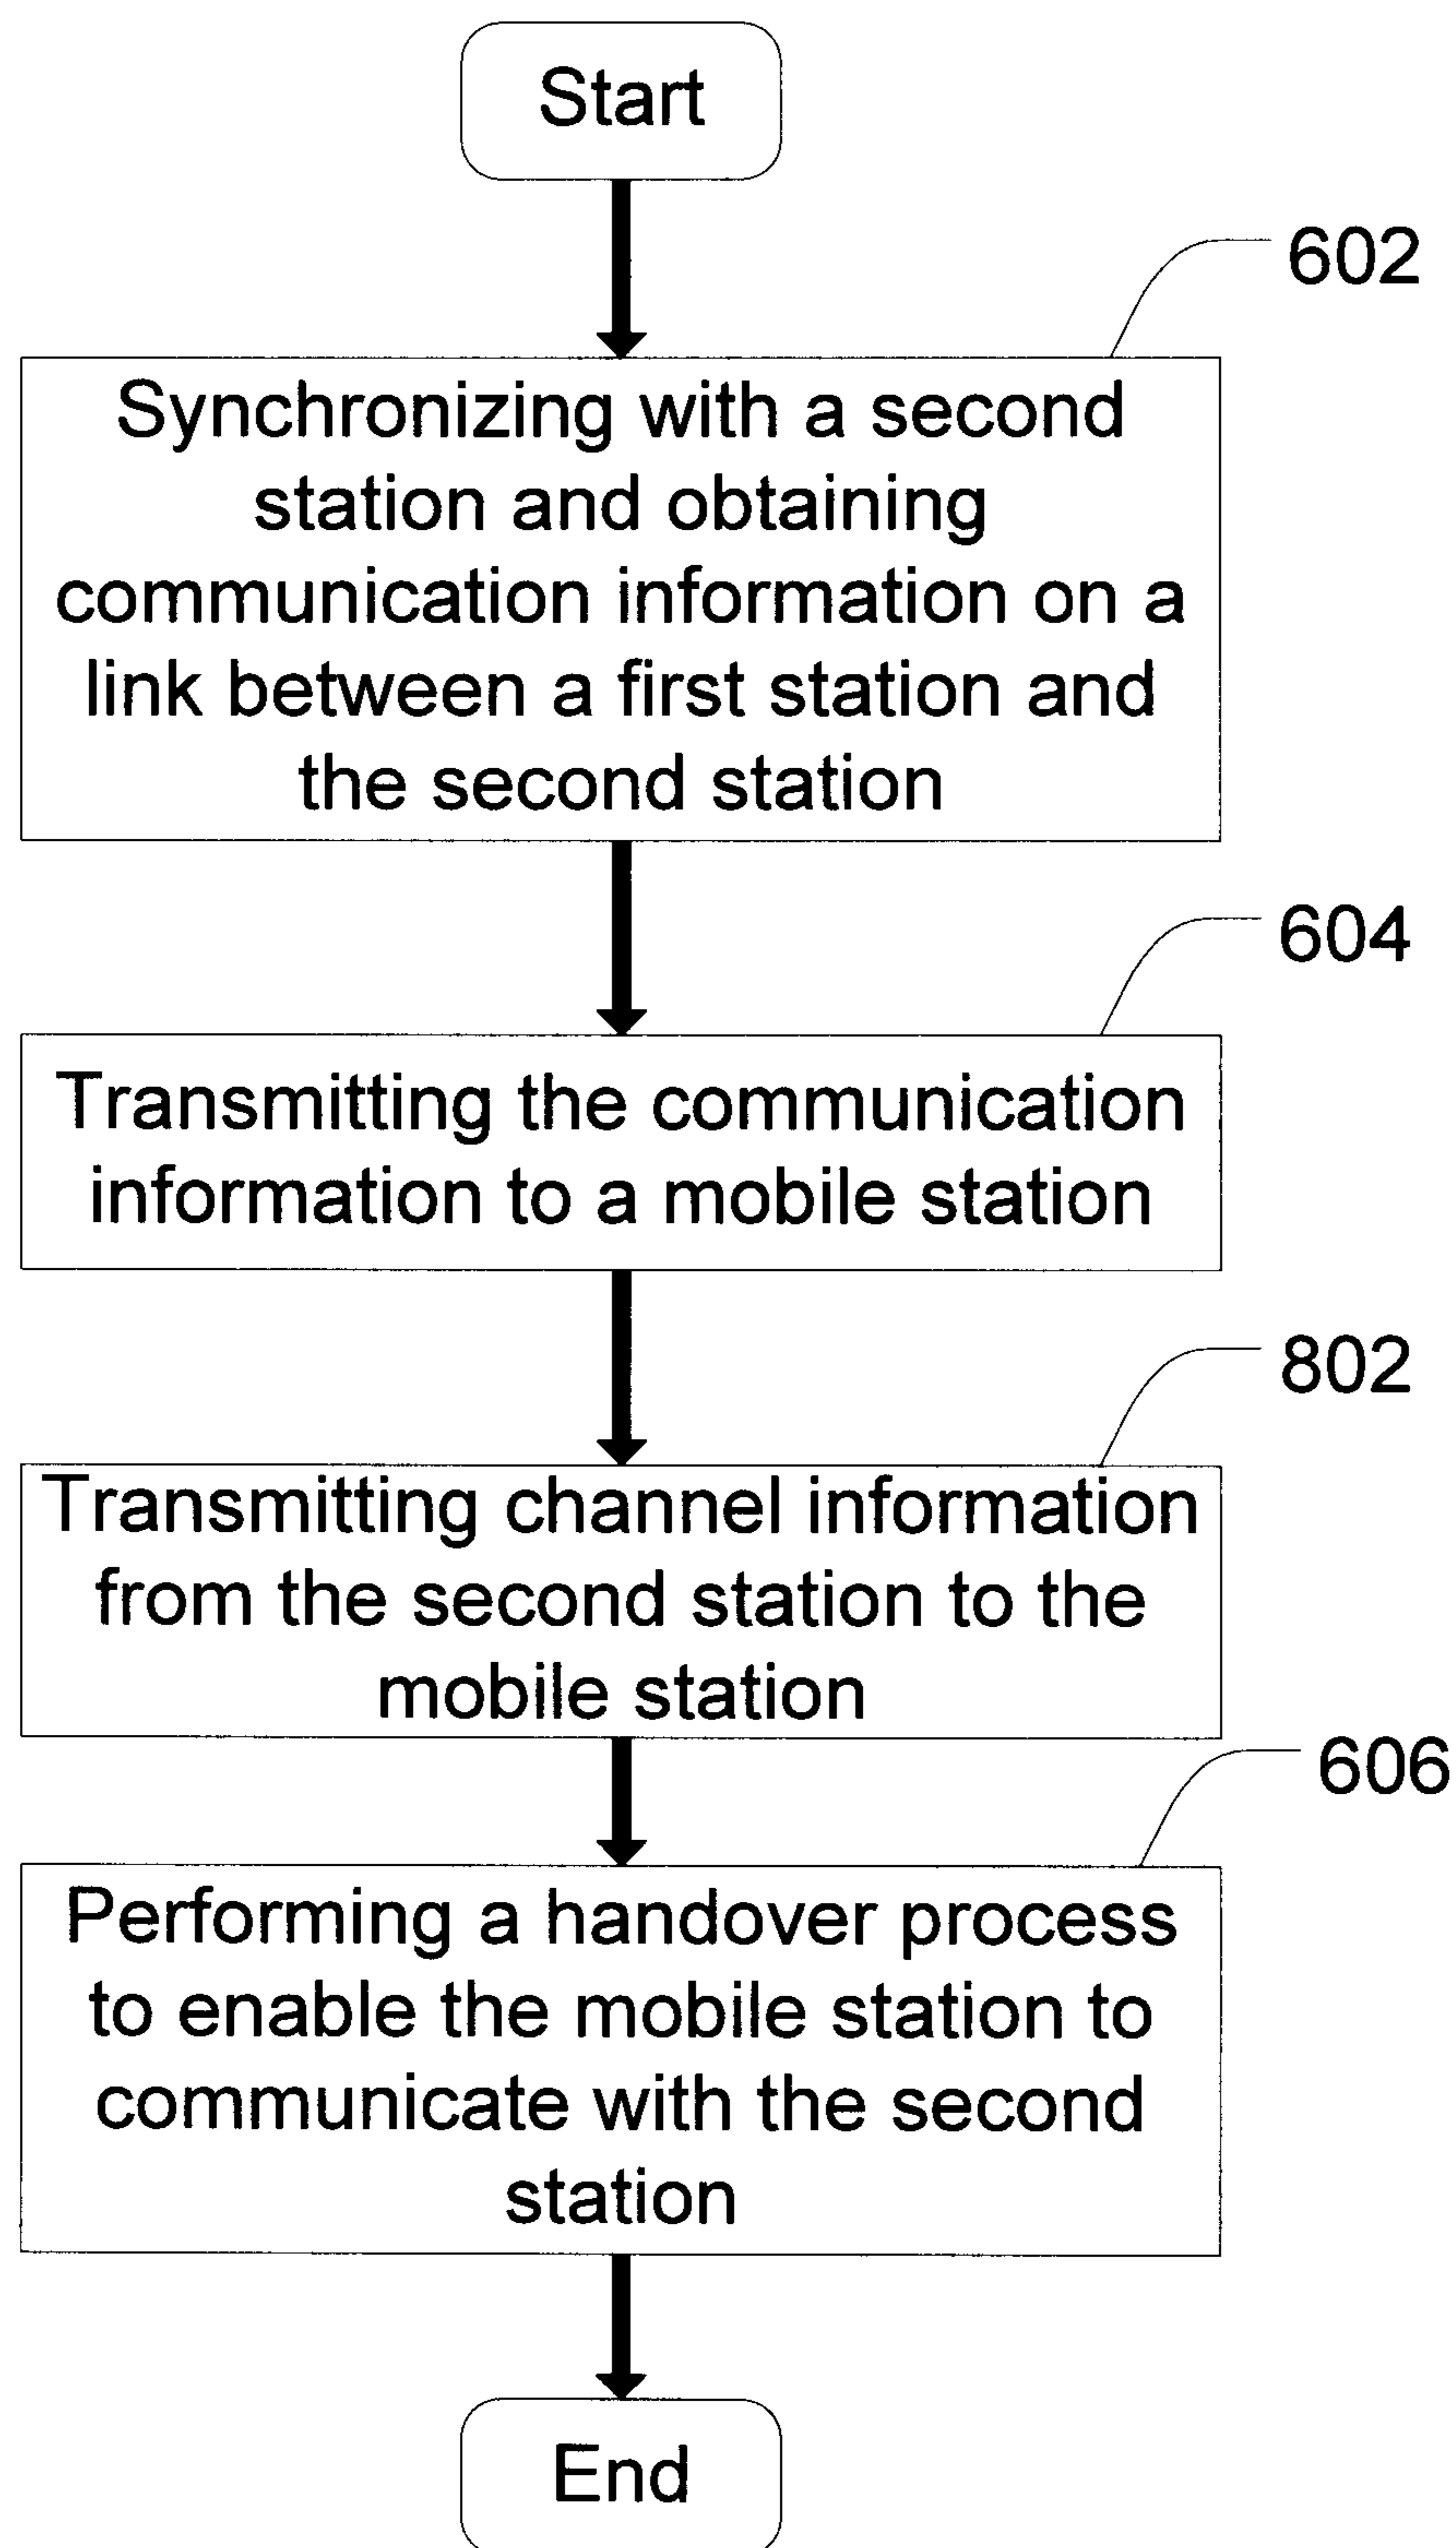 Start
602
Synchronizing with a second
station and obtaining
communication information on a
link between a first station and
the second station
604
Transmitting the communication
information to a mobile station
802
Transmitting channel information
from the second station to the
mobile station
606
Performing a handover process
to enable the mobile station to
communicate with the second
station
End